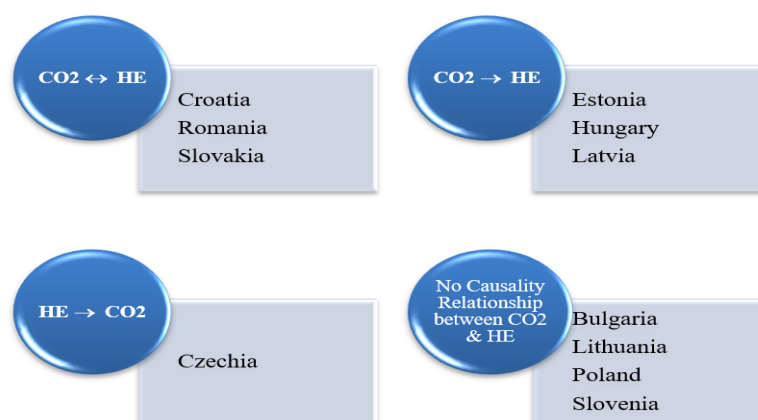 CO2 ↔ HE
Croatia
Romania
Slovakia
CO2 → HE
Estonia
Hungary
Latvia
HE → CO2
Czechia
No Causality
Relationship
between CO2
& HE
Bulgaria
Lithuania
Poland
Slovenia